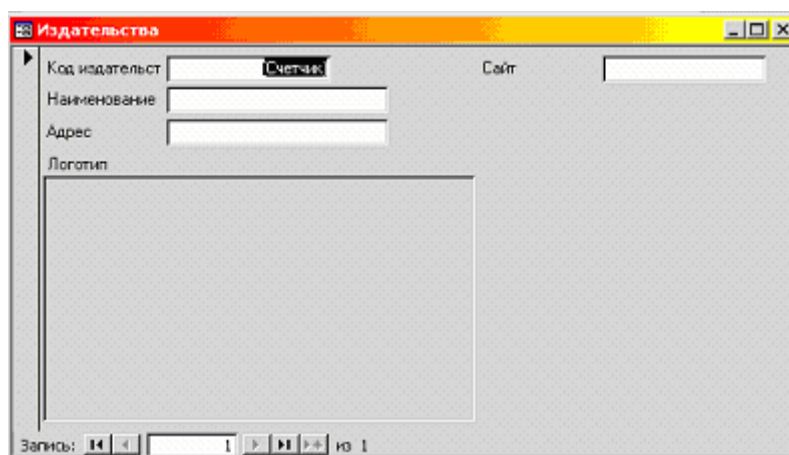 Издательства
Код издательст Счетчик Сайт
Наименование
Адрес
Логотип
Запись: 1 из 1